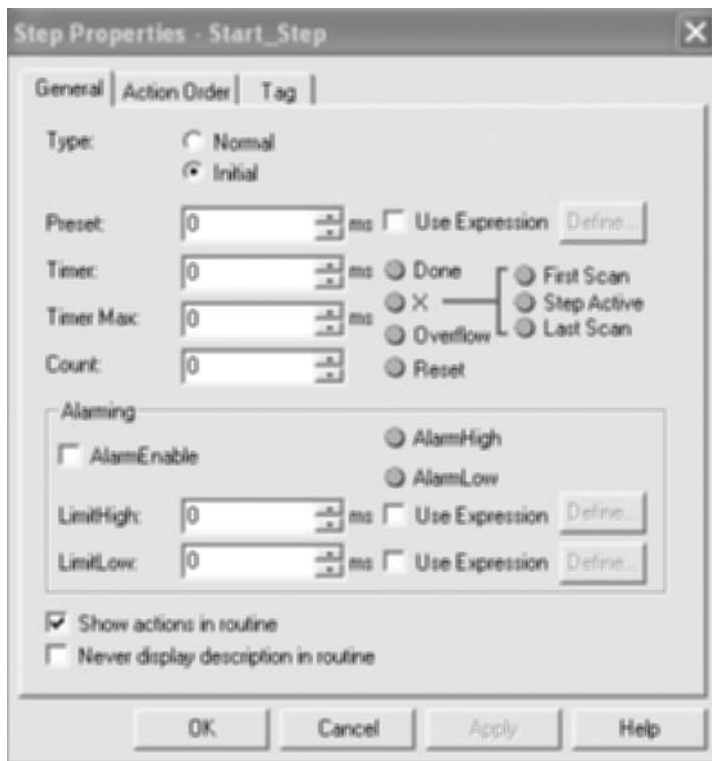 Step Properties - Start_Step
General Action Order Tag
Type: Normal
Initial
Preset: 0 ms Use Expression Define...
Timer: 0 ms Done First Scan
X Step Active
Timer Max: 0 ms Overflow Last Scan
Count: 0 Reset
Alarming
AlarmEnable AlarmHigh
AlarmLow
LimitHigh: 0 ms Use Expression Define...
LimitLow: 0 ms Use Expression Define...
Show actions in routine
Never display description in routine
OK Cancel Apply Help